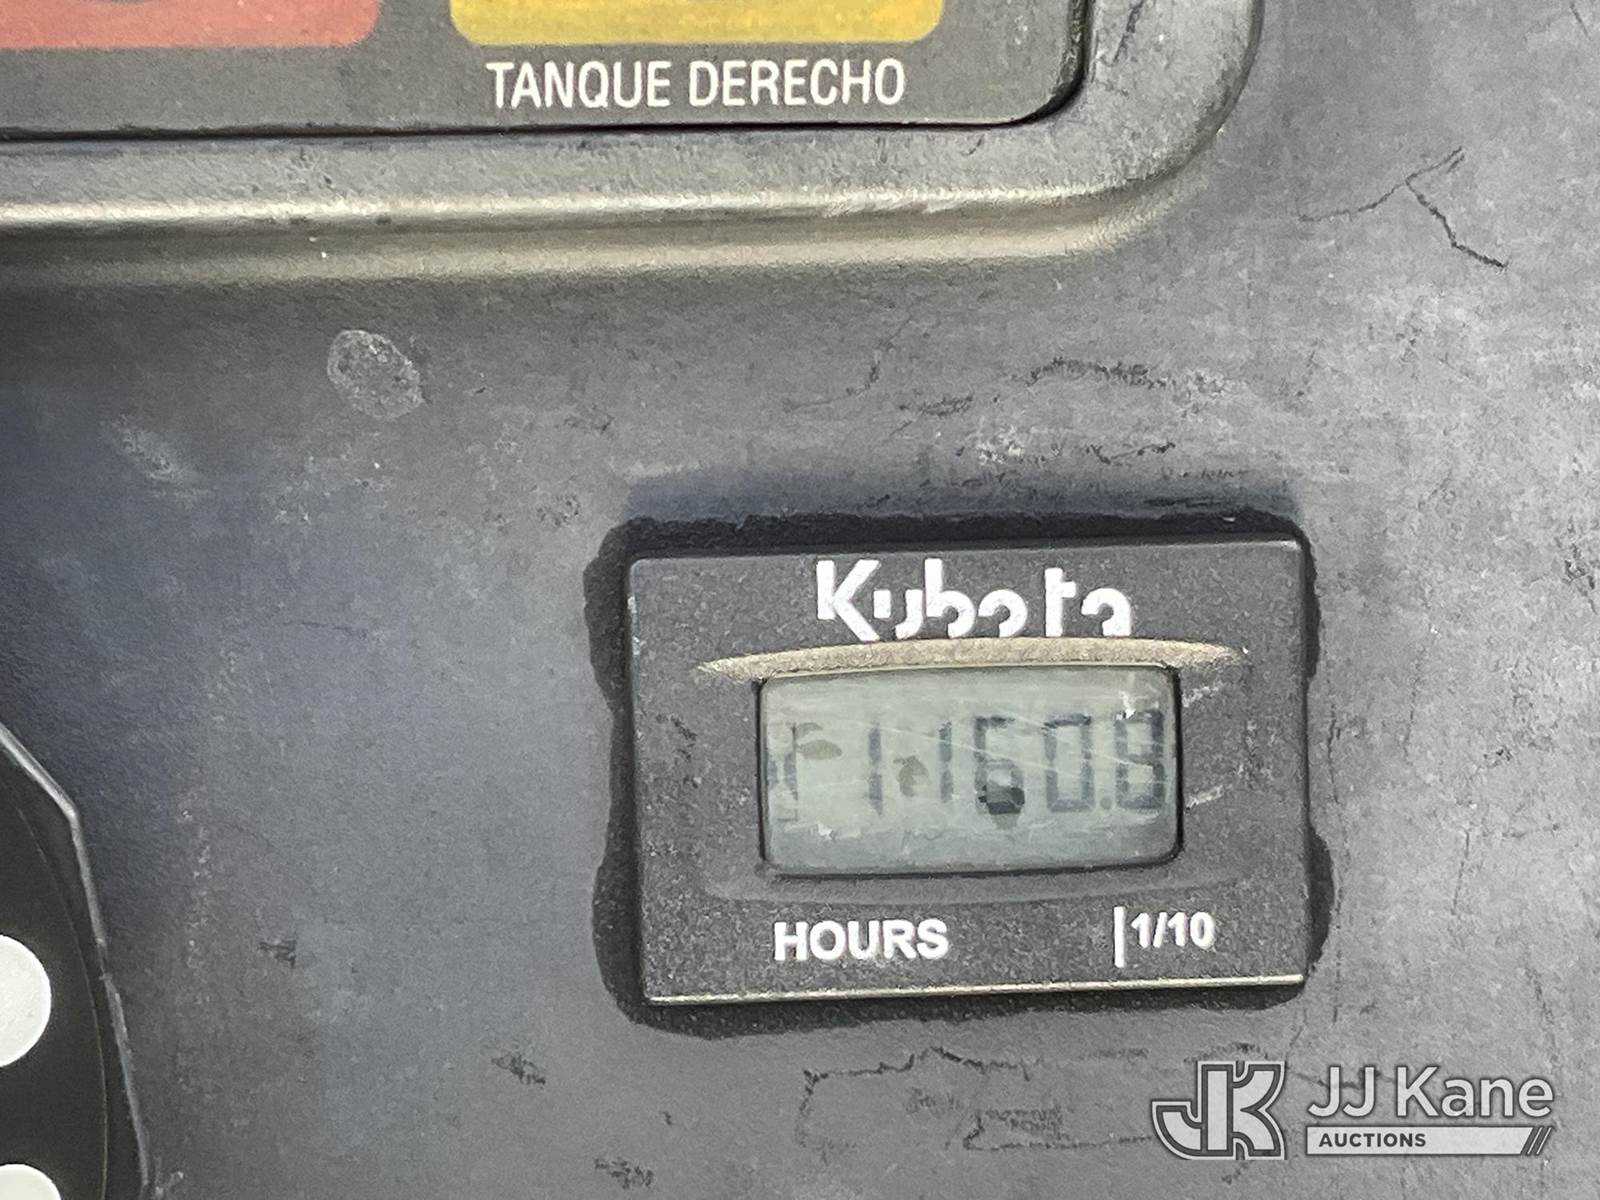 TANQUE DERECHO
Kubota
1160.8
HOURS 1/10
JJ Kane
AUCTIONS